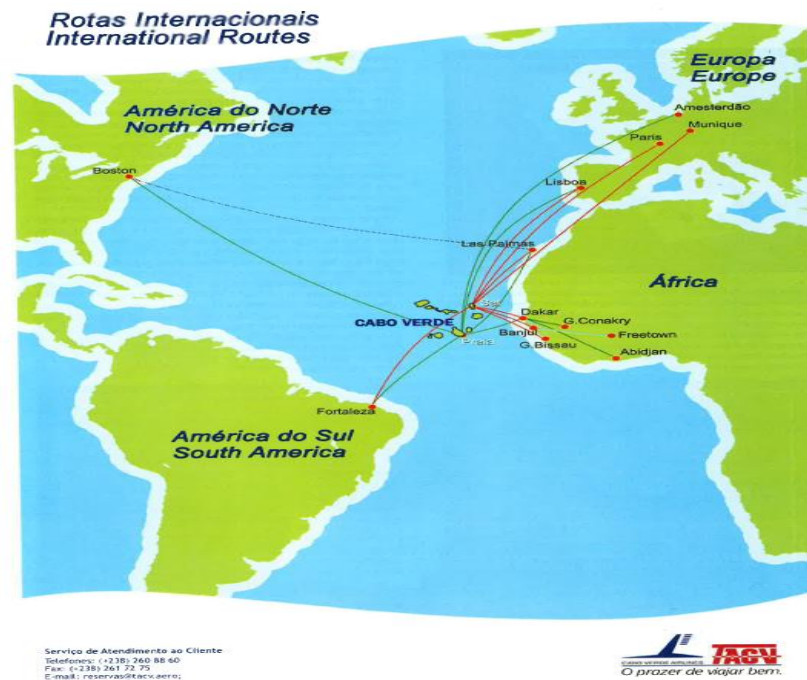 Rotas Internacionais
International Routes
Europa
Europe
América do Norte
North America
Amesterdão
Munique
Paris
Boston
Lisboa
Las Palmas
África
Sal
Dakar
CABO VERDE
G.Conakry
Banjul
Freetown
Praia
G.Bissau
Abidjan
Fortaleza
América do Sul
South America
Serviço de Atendimento ao Cliente
Telefones: (+238) 260 88 60
Fax: (+238) 261 72 75
E-mail: reservas@tacv.aero;
CABO VERDE AIRLINES
TACV
O prazer de viajar bem.